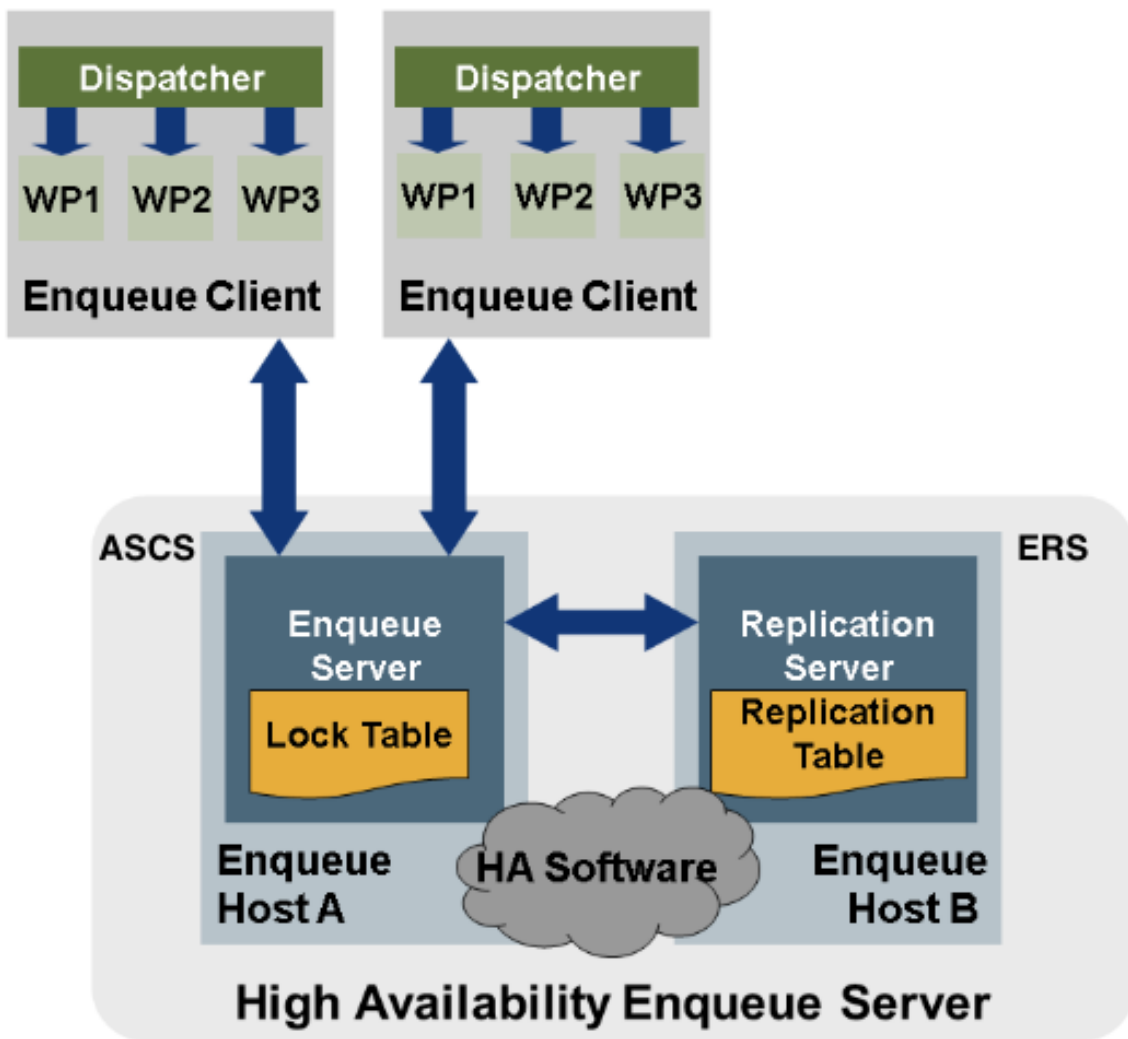 Dispatcher
WP1 WP2 WP3
Enqueue Client
Dispatcher
WP1 WP2 WP3
Enqueue Client
ASCS
Enqueue
Server
Lock Table
Enqueue
Host A
HA Software
ERS
Replication
Server
Replication
Table
Enqueue
Host B
High Availability Enqueue Server